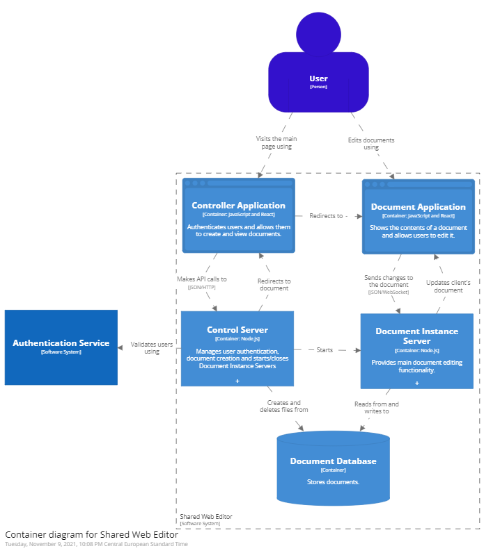 User
[Person]
Visits the main
page using
Edits documents
using
Controller Application
[Container: JavaScript and React]
Authenticates users and allows them
to create and view documents.
Redirects to
Document Application
[Container: JavaScript and React]
Shows the contents of a document
and allows users to edit it.
Makes API calls to
[JSON/HTTP]
Redirects to
document
Sends changes to
the document
[JSON/WebSocket]
Updates client's
document
Authentication Service
[Software System]
Validates users
using
Control Server
[Container: Node.js]
Manages user authentication,
document creation and starts/closes
Document Instance Servers
+
Starts
Document Instance
Server
[Container: Node.js]
Provides main document editing
functionality.
+
Creates and
deletes files from
Reads from and
writes to
Document Database
[Container]
Stores documents.
Shared Web Editor
[Software System]
Container diagram for Shared Web Editor
Tuesday, November 9, 2021, 10:08 PM Central European Standard Time